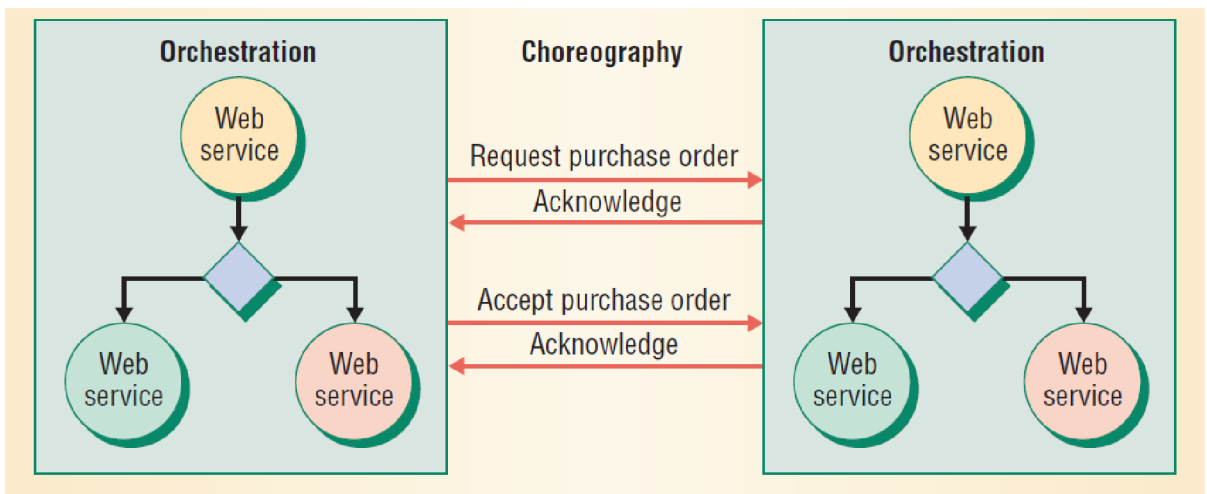 Orchestration
Choreography
Orchestration
Web
service
Web
service
Request purchase order
Acknowledge
Accept purchase order
Acknowledge
Web
service
Web
service
Web
service
Web
service